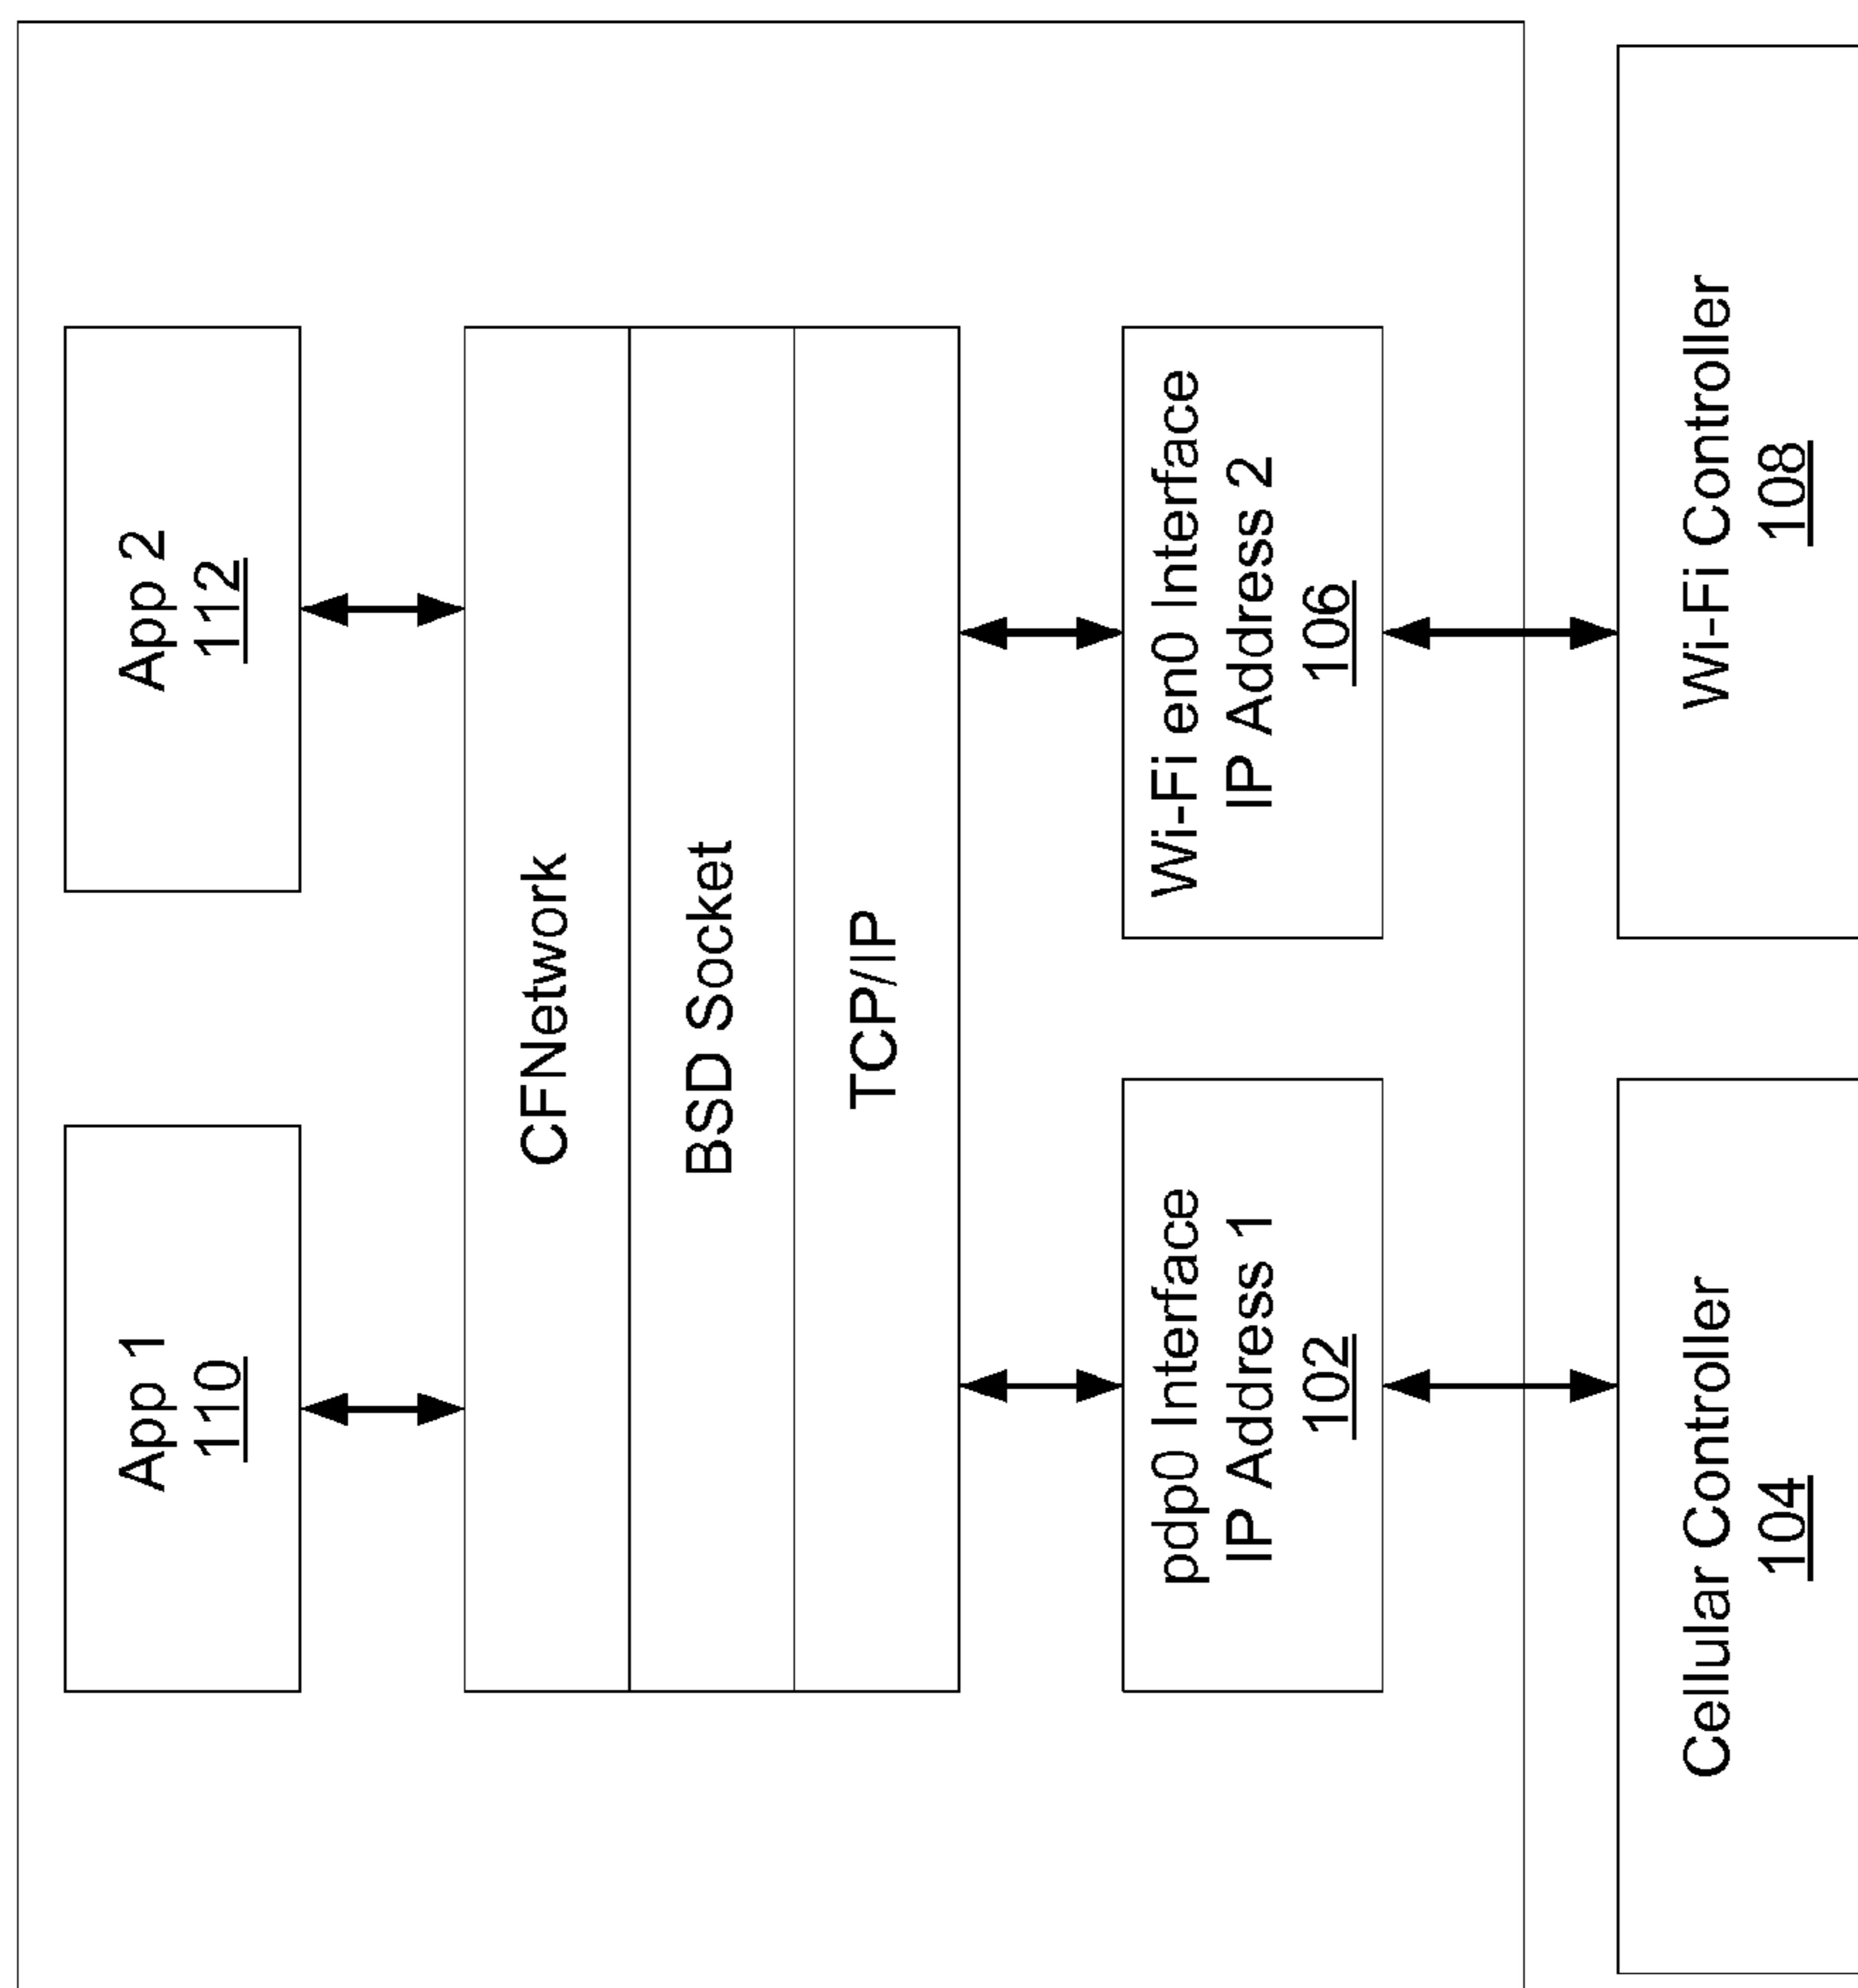 App 1
110
App 2
112
CFNetwork
BSD Socket
TCP/IP
pdp0 Interface
IP Address 1
102
Wi-Fi en0 Interface
IP Address 2
106
Cellular Controller
104
Wi-Fi Controller
108